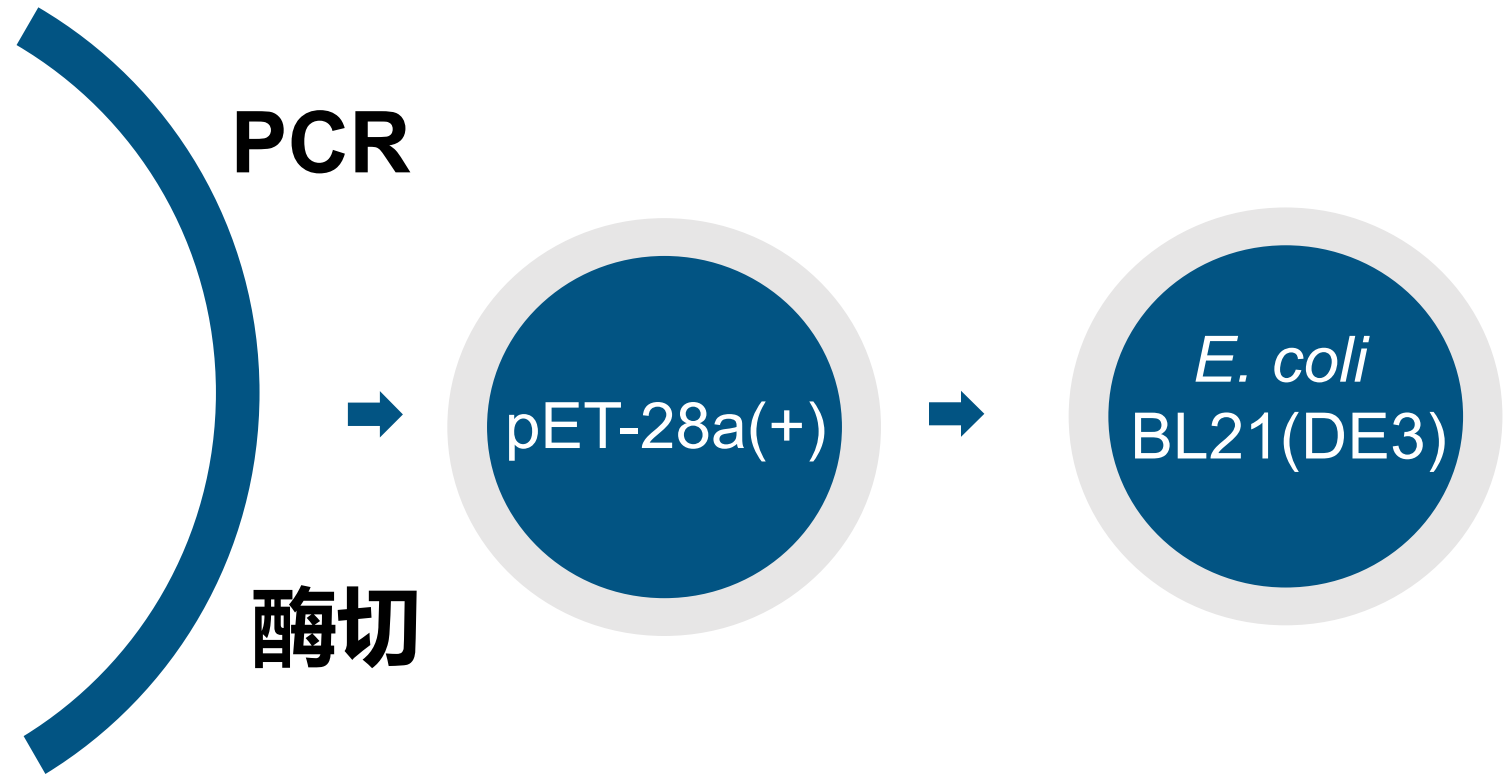 PCR
酶切
pET-28a(+)
E. coli
BL21(DE3)